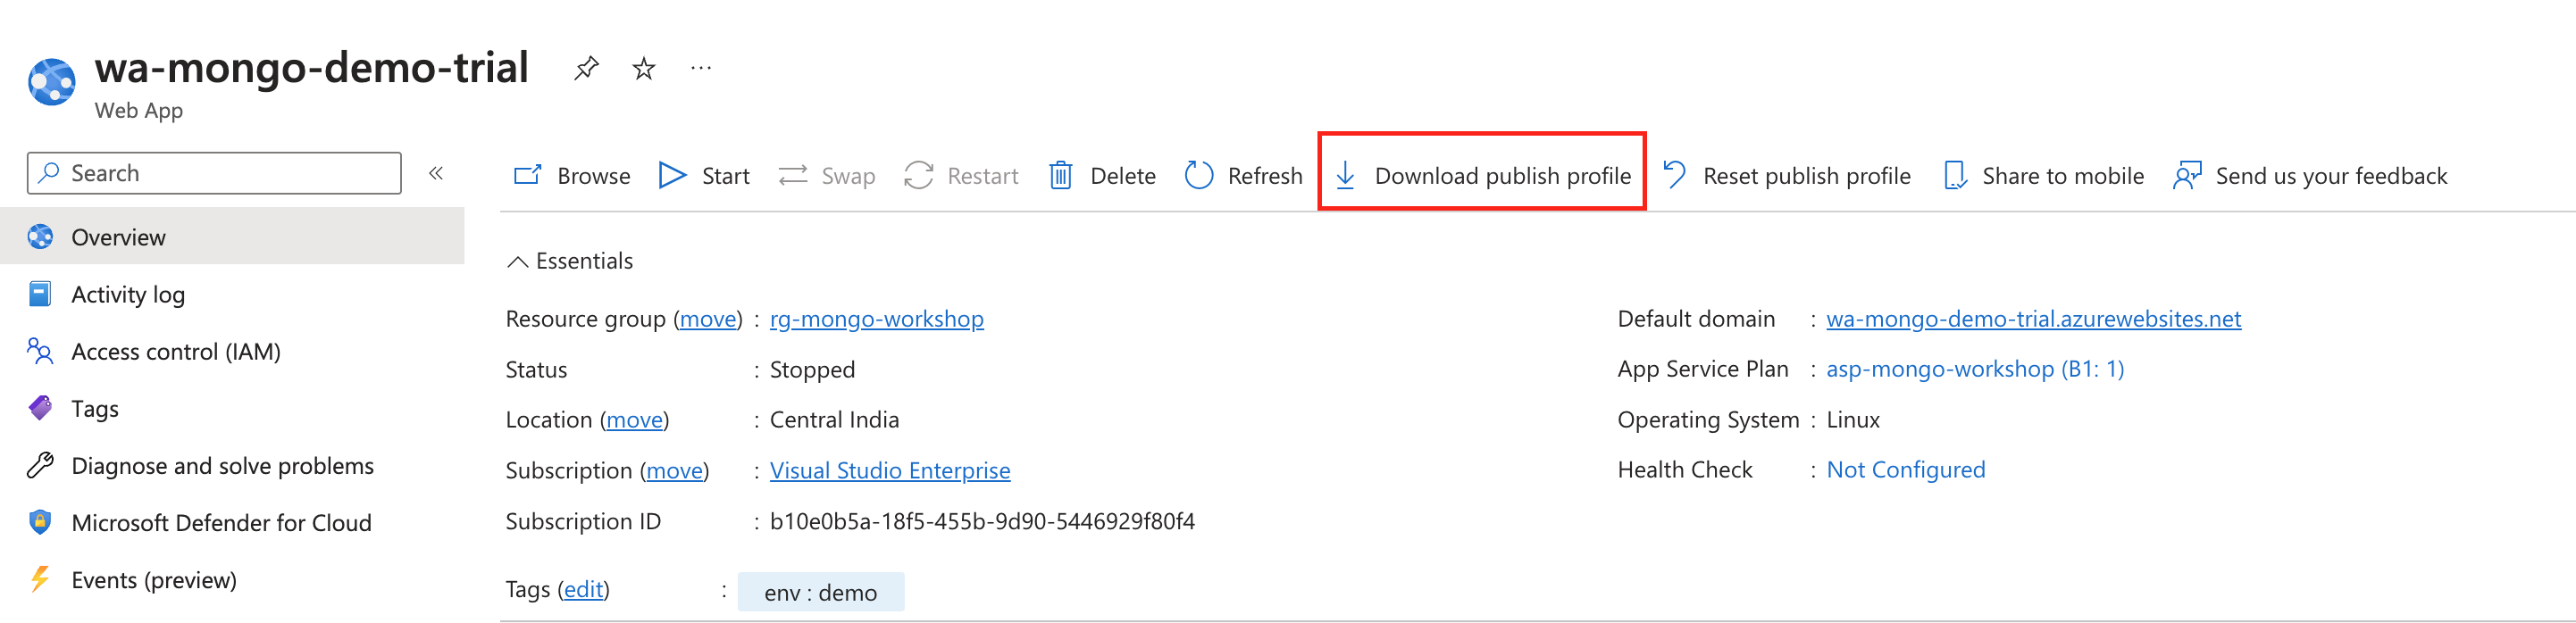 wa-mongo-demo-trial
Web App
Search
Browse Start Swap Restart Delete Refresh Download publish profile Reset publish profile Share to mobile Send us your feedback
Overview
Activity log
Access control (IAM)
Tags
Diagnose and solve problems
Microsoft Defender for Cloud
Events (preview)
Essentials
Resource group (move) : rg-mongo-workshop
Status : Stopped
Location (move) : Central India
Subscription (move) : Visual Studio Enterprise
Subscription ID : b10e0b5a-18f5-455b-9d90-5446929f80f4
Default domain : wa-mongo-demo-trial.azurewebsites.net
App Service Plan : asp-mongo-workshop (B1: 1)
Operating System : Linux
Health Check : Not Configured
Tags (edit) : env : demo